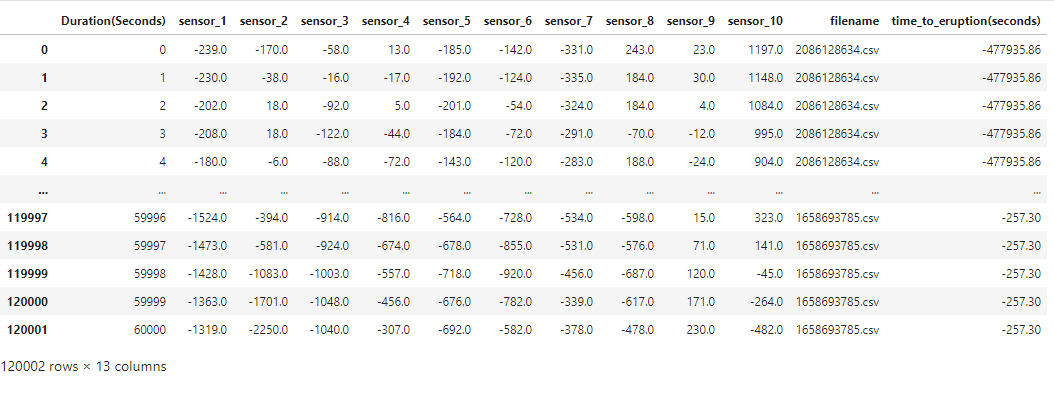 Duration(Seconds) sensor_1 sensor_2 sensor_3 sensor_4 sensor_5 sensor_6 sensor_7 sensor_8 sensor_9 sensor_10 filename time_to_eruption(seconds)
0 0 -239.0 -170.0 -58.0 13.0 -185.0 -142.0 -331.0 243.0 23.0 1197.0 2086128634.csv -477935.86
1 1 -230.0 -38.0 -16.0 -17.0 -192.0 -124.0 -335.0 184.0 30.0 1148.0 2086128634.csv -477935.86
2 2 -202.0 18.0 -92.0 5.0 -201.0 -54.0 -324.0 184.0 4.0 1084.0 2086128634.csv -477935.86
3 3 -208.0 18.0 -122.0 -44.0 -184.0 -72.0 -291.0 -70.0 -12.0 995.0 2086128634.csv -477935.86
4 4 -180.0 -6.0 -88.0 -72.0 -143.0 -120.0 -283.0 188.0 -24.0 904.0 2086128634.csv -477935.86
... ... ... ... ... ... ... ... ... ... ... ... ... ...
119997 59996 -1524.0 -394.0 -914.0 -816.0 -564.0 -728.0 -534.0 -598.0 15.0 323.0 1658693785.csv -257.30
119998 59997 -1473.0 -581.0 -924.0 -674.0 -678.0 -855.0 -531.0 -576.0 71.0 141.0 1658693785.csv -257.30
119999 59998 -1428.0 -1083.0 -1003.0 -557.0 -718.0 -920.0 -456.0 -687.0 120.0 -45.0 1658693785.csv -257.30
120000 59999 -1363.0 -1701.0 -1048.0 -456.0 -676.0 -782.0 -339.0 -617.0 171.0 -264.0 1658693785.csv -257.30
120001 60000 -1319.0 -2250.0 -1040.0 -307.0 -692.0 -582.0 -378.0 -478.0 230.0 -482.0 1658693785.csv -257.30
120002 rows × 13 columns